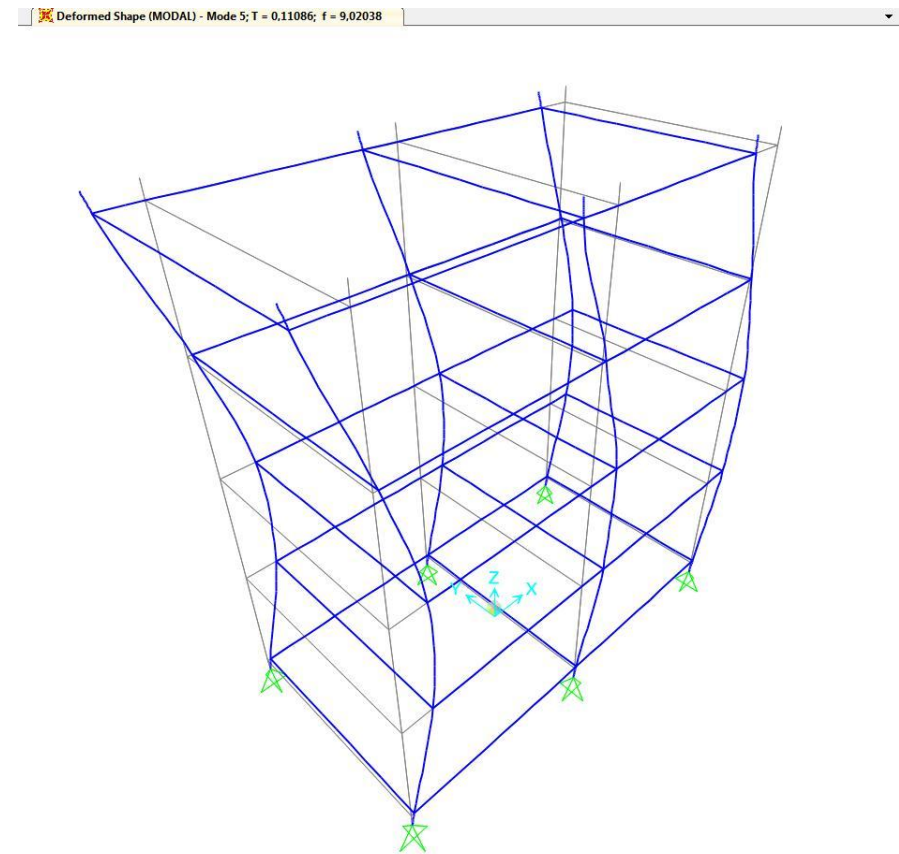 Deformed Shape (MODAL) - Mode 5; T = 0,11086; f = 9,02038
Z
Y
X